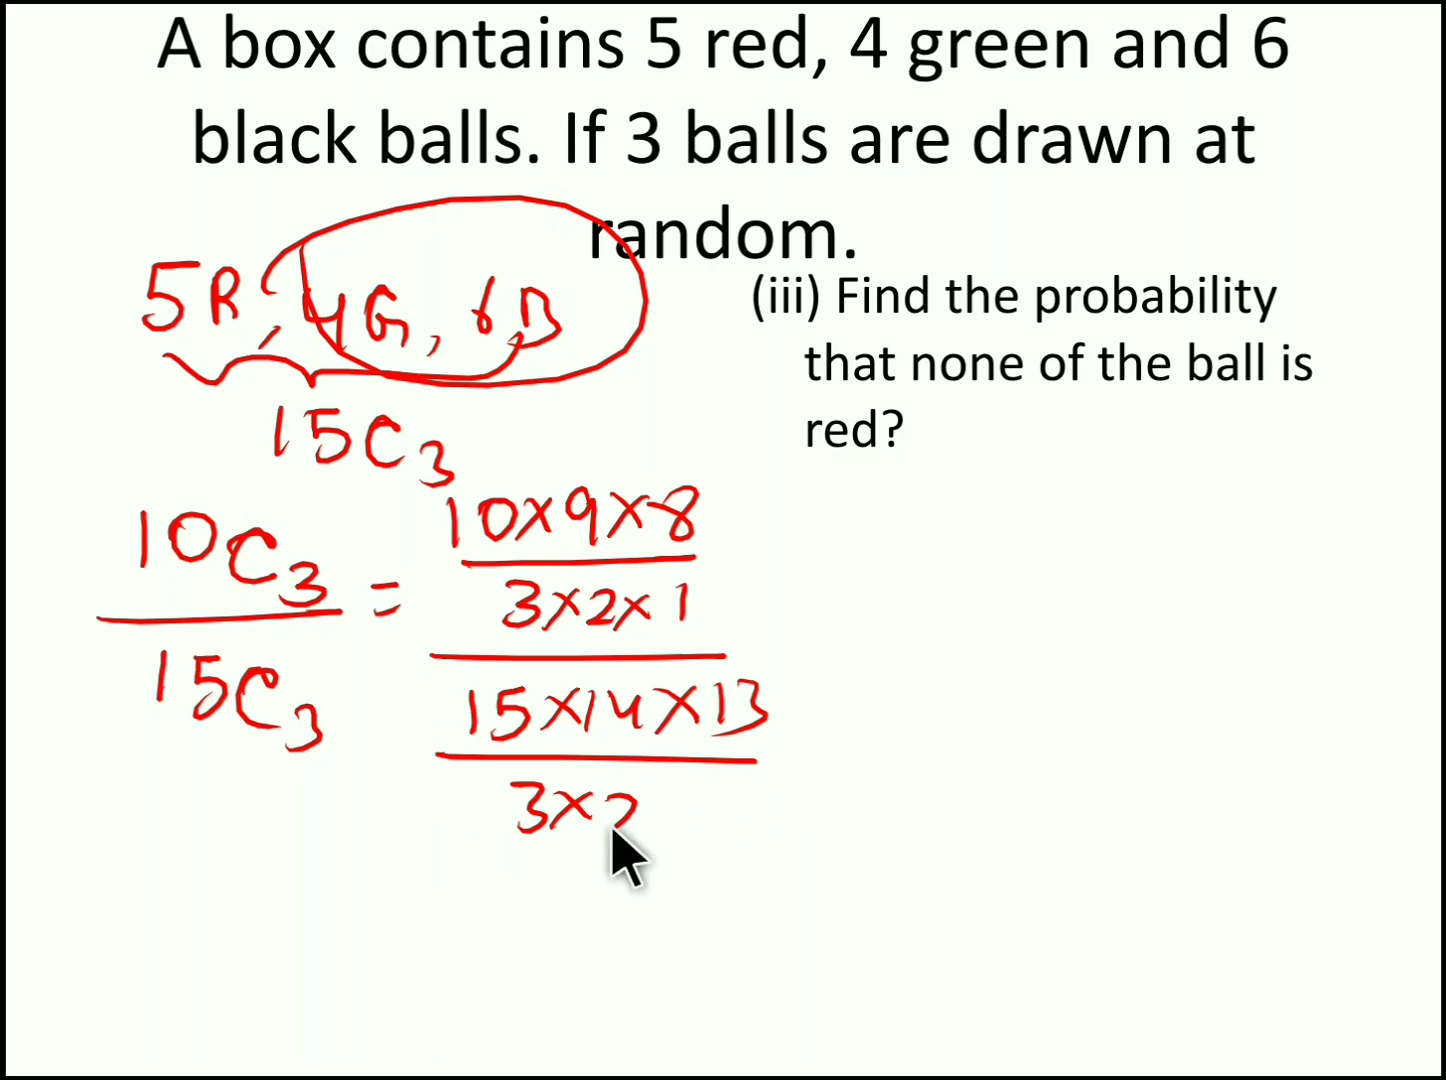 A box contains 5 red, 4 green and 6
black balls. If 3 balls are drawn at
random.
(iii) Find the probability
that none of the ball is
red?
5R, 4G, 6B
15C3
10C3
15C3
=
10×9×8
3×2×1
15×14×13
3×2